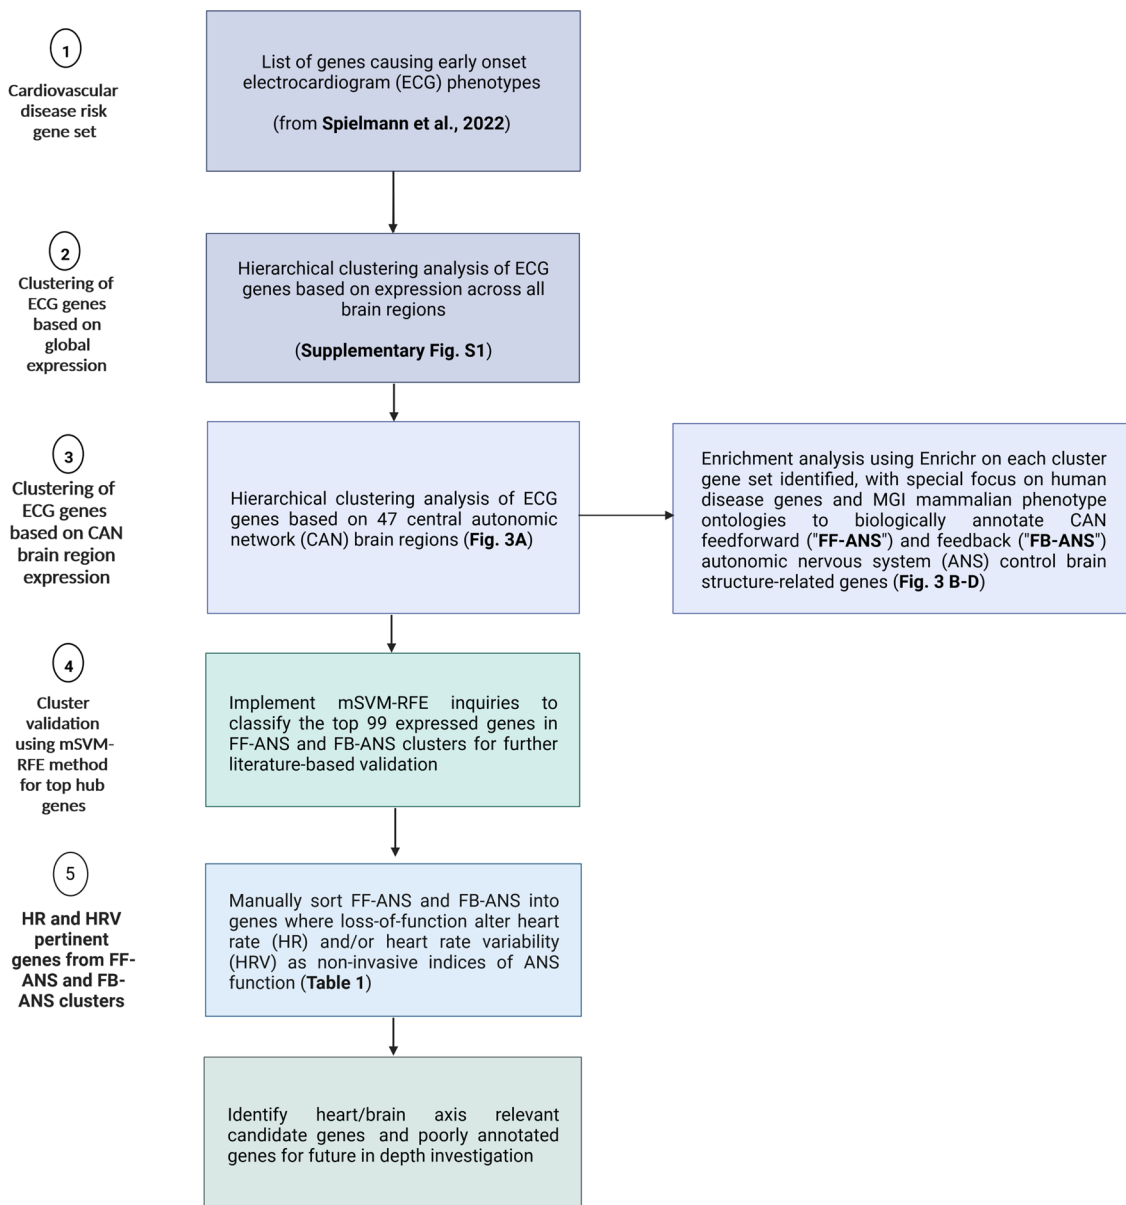 1
Cardiovascular
disease risk
gene set
List of genes causing early onset
electrocardiogram (ECG) phenotypes
(from Spielmann et al., 2022)
2
Clustering of
ECG genes
based on
global
expression
Hierarchical clustering analysis of ECG
genes based on expression across all
brain regions
(Supplementary Fig. S1)
3
Clustering of
ECG genes
based on CAN
brain region
expression
Hierarchical clustering analysis of ECG
genes based on 47 central autonomic
network (CAN) brain regions (Fig. 3A)
Enrichment analysis using Enrichr on each cluster
gene set identified, with special focus on human
disease genes and MGI mammalian phenotype
ontologies to biologically annotate CAN
feedforward ("FF-ANS") and feedback ("FB-ANS")
autonomic nervous system (ANS) control brain
structure-related genes (Fig. 3 B-D)
4
Cluster
validation
using mSVM-
RFE method
for top hub
genes
Implement mSVM-RFE inquiries to
classify the top 99 expressed genes in
FF-ANS and FB-ANS clusters for further
literature-based validation
5
HR and HRV
pertinent
genes from FF-
ANS and FB-
ANS clusters
Manually sort FF-ANS and FB-ANS into
genes where loss-of-function alter heart
rate (HR) and/or heart rate variability
(HRV) as non-invasive indices of ANS
function (Table 1)
Identify heart/brain axis relevant
candidate genes and poorly annotated
genes for future in depth investigation